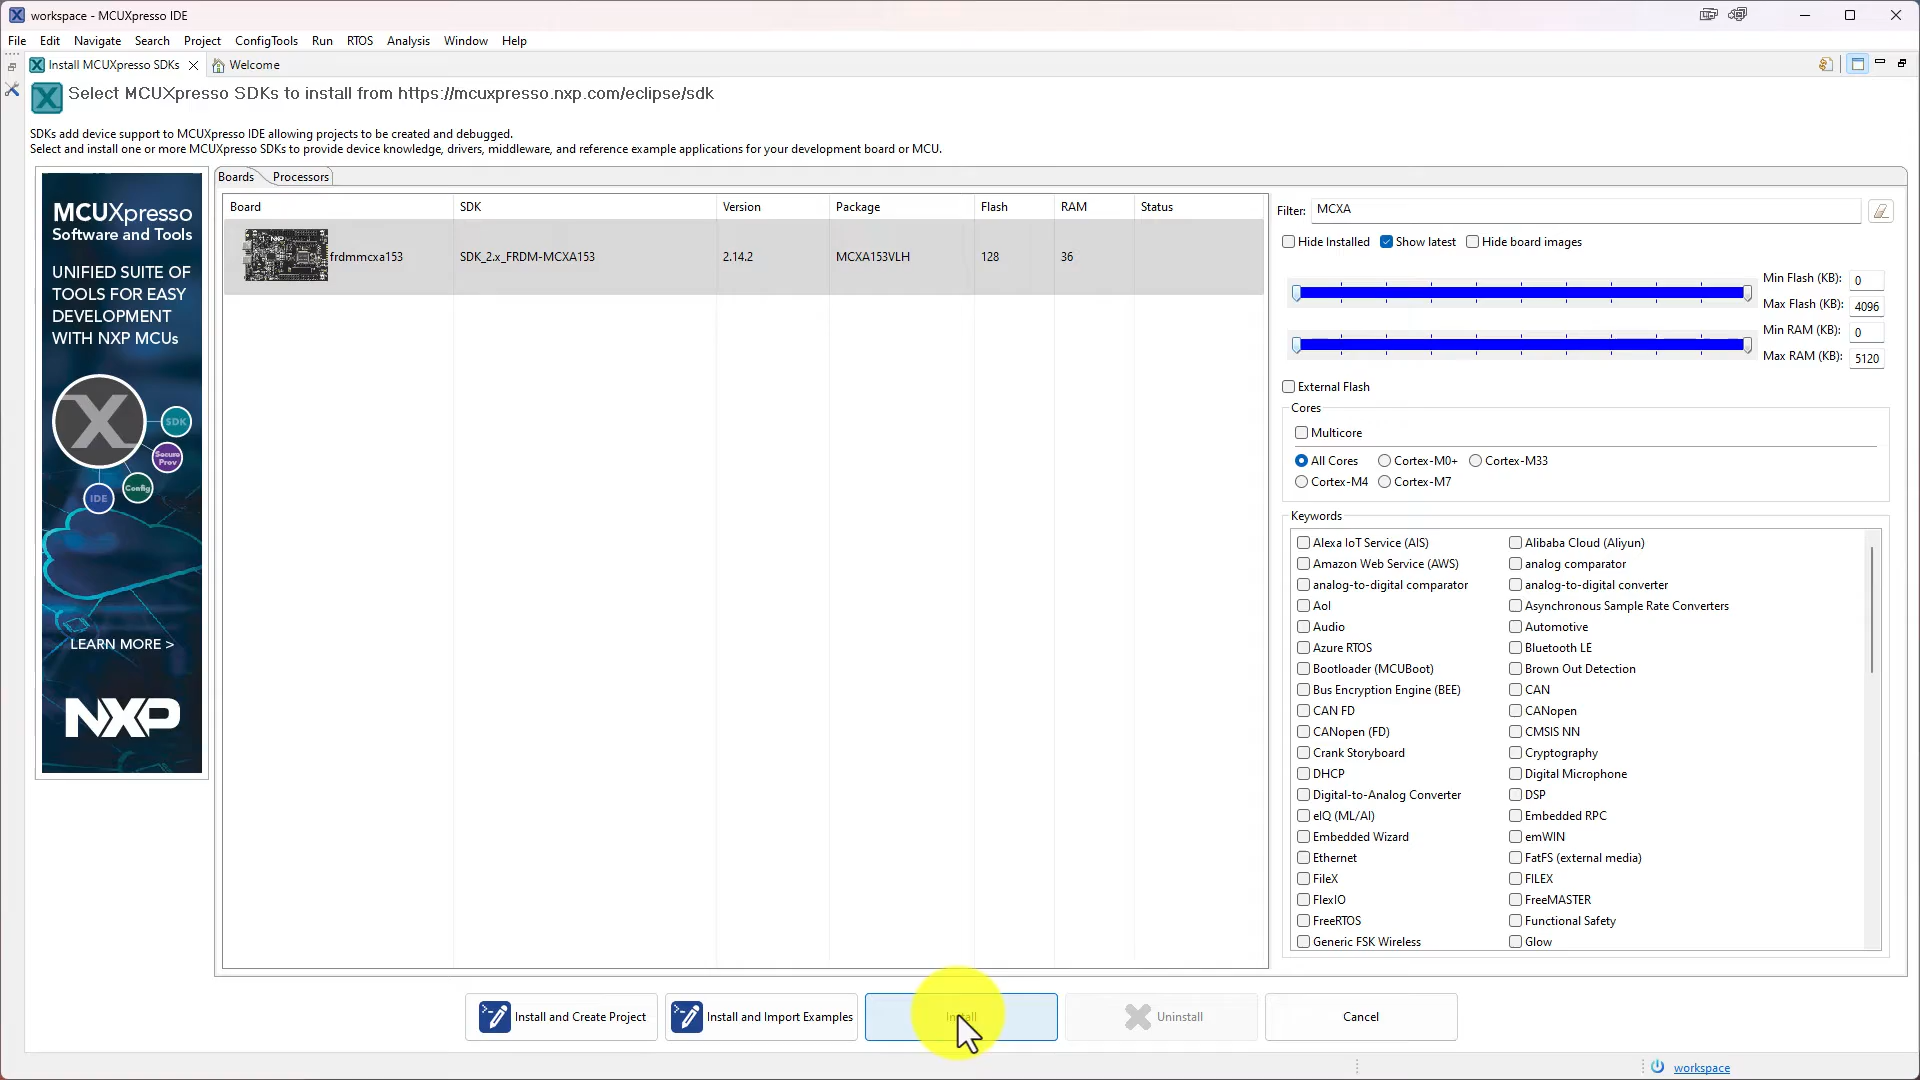 workspace - MCUXpresso IDE
File Edit Navigate Search Project ConfigTools Run RTOS Analysis Window Help
Install MCUXpresso SDKs Welcome
Select MCUXpresso SDKs to install from https://mcuxpresso.nxp.com/eclipse/sdk
SDKs add device support to MCUXpresso IDE allowing projects to be created and debugged.
Select and install one or more MCUXpresso SDKs to provide device knowledge, drivers, middleware, and reference example applications for your development board or MCU.
MCUXpresso
Software and Tools
UNIFIED SUITE OF
TOOLS FOR EASY
DEVELOPMENT
WITH NXP MCUs
X
SDK
Secure
Prov
Config
IDE
LEARN MORE >
NXP
Boards Processors
Board SDK Version Package Flash RAM Status
frdmmcxa153 SDK_2.x_FRDM-MCXA153 2.14.2 MCXA153VLH 128 36
Filter: MCXA
Hide Installed Show latest Hide board images
Min Flash (KB): 0
Max Flash (KB): 4096
Min RAM (KB): 0
Max RAM (KB): 5120
External Flash
Cores
Multicore
All Cores Cortex-M0+ Cortex-M33
Cortex-M4 Cortex-M7
Keywords
Alexa IoT Service (AIS) Alibaba Cloud (Aliyun)
Amazon Web Service (AWS) analog comparator
analog-to-digital comparator analog-to-digital converter
AoI Asynchronous Sample Rate Converters
Audio Automotive
Azure RTOS Bluetooth LE
Bootloader (MCUBoot) Brown Out Detection
Bus Encryption Engine (BEE) CAN
CAN FD CANopen
CANopen (FD) CMSIS NN
Crank Storyboard Cryptography
DHCP Digital Microphone
Digital-to-Analog Converter DSP
eIQ (ML/AI) Embedded RPC
Embedded Wizard emWIN
Ethernet FatFS (external media)
FileX FILEX
FlexIO FreeMASTER
FreeRTOS Functional Safety
Generic FSK Wireless Glow
Install and Create Project Install and Import Examples Install Uninstall Cancel
workspace